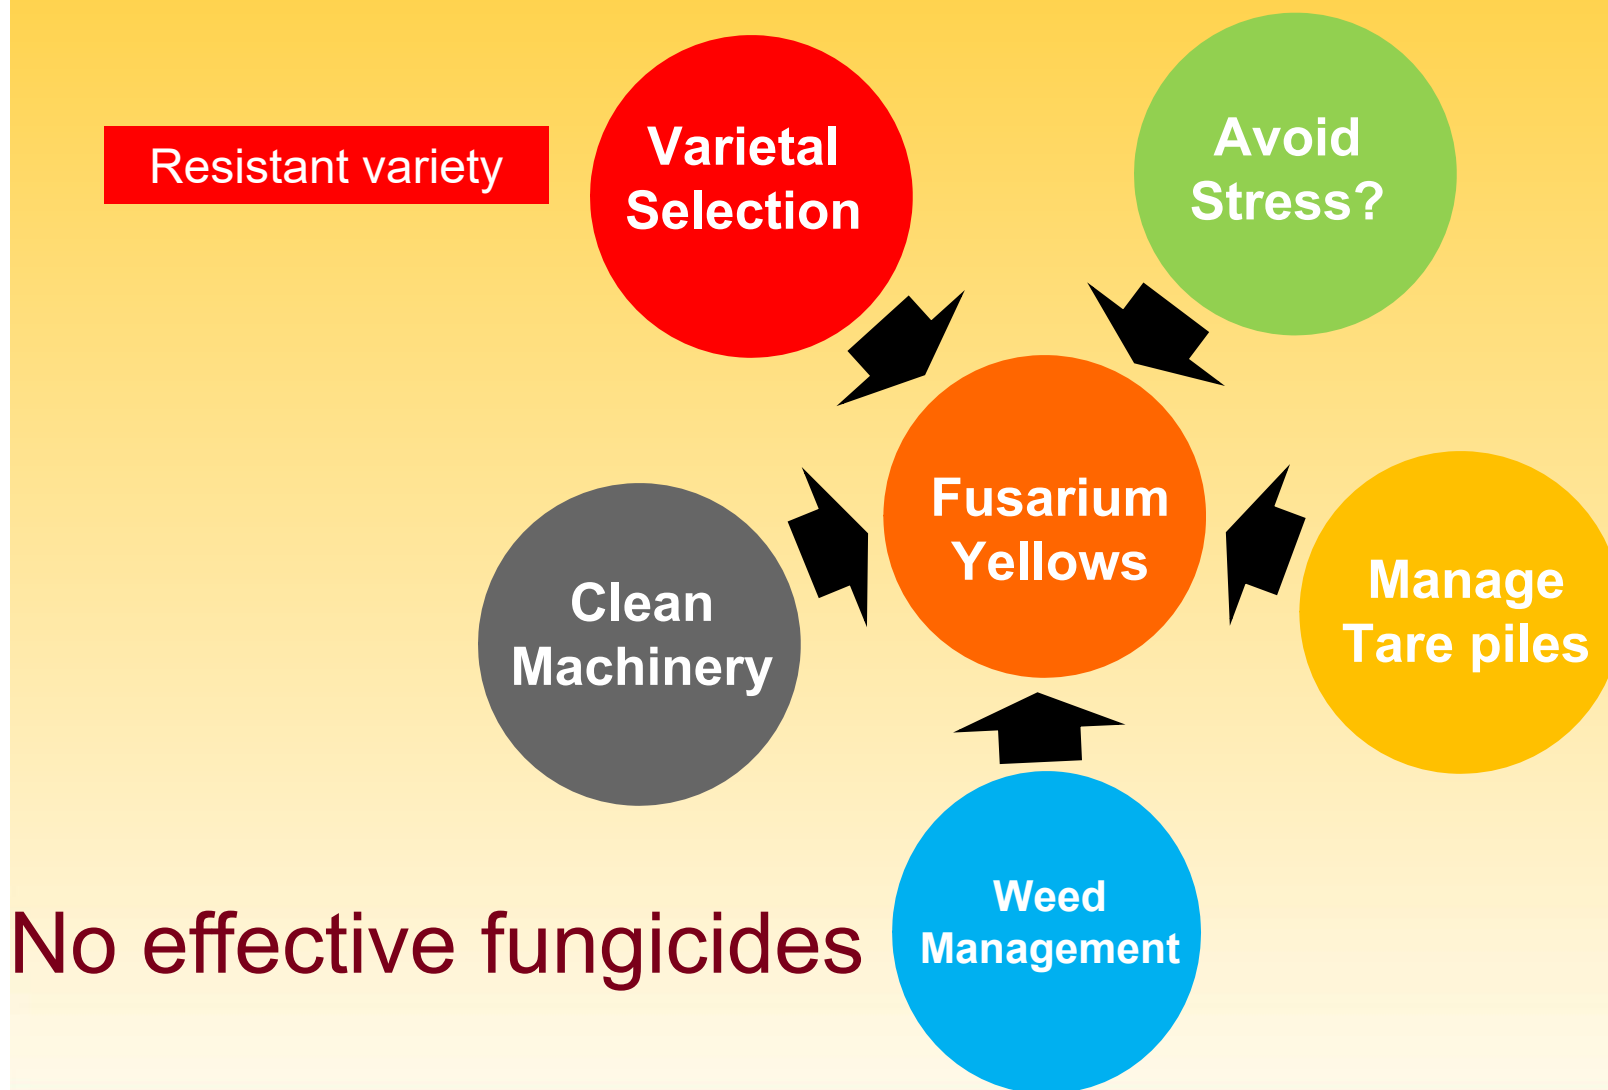 Resistant variety
Varietal
Selection
Avoid
Stress?
Fusarium
Yellows
Clean
Machinery
Manage
Tare piles
Weed
Management
No effective fungicides